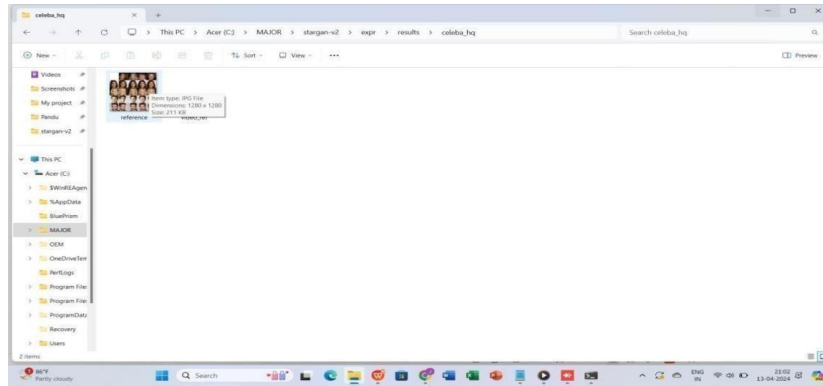 celeba_hq
This PC > Acer (C:) > MAJOR > stargan-v2 > expr > results > celeba_hq
Search celeba_hq
New
Sort
View
Preview
Videos
Screenshots
My project
Pandu
stargan-v2
This PC
Acer (C:)
$WinREAgen
%AppData
BluePrism
MAJOR
OEM
OneDriveTem
PerfLogs
Program Files
Program Files
ProgramData
Recovery
Users
Item type: JPG File
Dimensions: 1280 x 1280
Size: 211 KB
reference
video_ref
2 items
86°F
Partly cloudy
Search
ENG
IN
21:02
13-04-2024